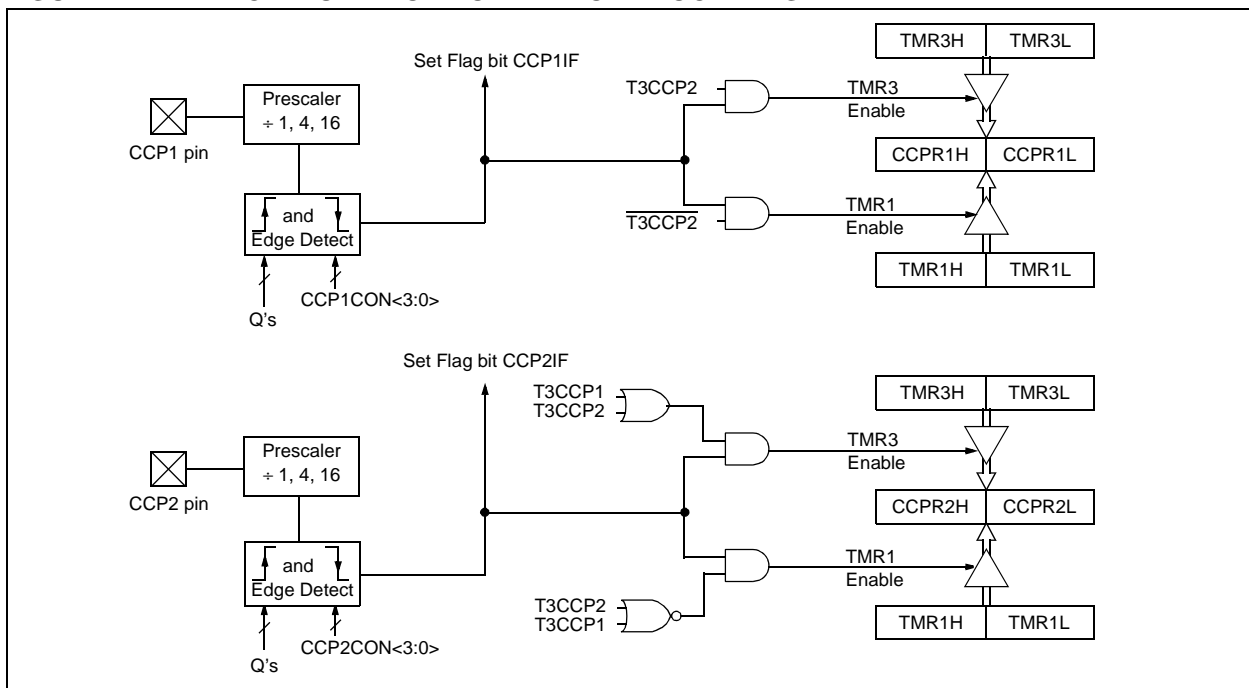 TMR3H TMR3L
Set Flag bit CCP1IF
T3CCP2
TMR3
Enable
Prescaler
÷ 1, 4, 16
CCP1 pin
CCPR1H CCPR1L
and
Edge Detect
T3CCP2
TMR1
Enable
TMR1H TMR1L
CCP1CON<3:0>
Q's
Set Flag bit CCP2IF
TMR3H TMR3L
T3CCP1
T3CCP2
TMR3
Enable
Prescaler
÷ 1, 4, 16
CCP2 pin
CCPR2H CCPR2L
and
Edge Detect
TMR1
Enable
T3CCP2
T3CCP1
TMR1H TMR1L
CCP2CON<3:0>
Q's